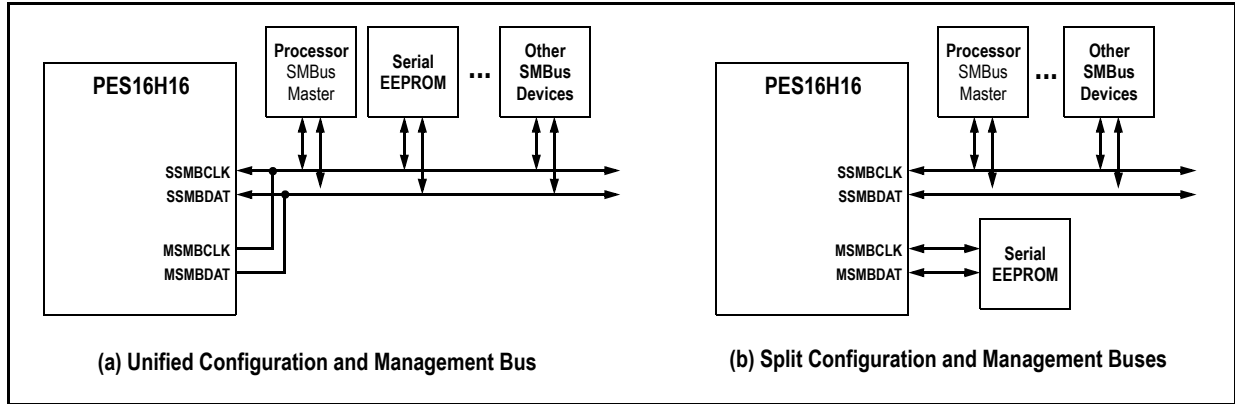 PES16H16
Processor
SMBus
Master
Serial
EEPROM
...
Other
SMBus
Devices
SSMBCLK
SSMBDAT
MSMBCLK
MSMBDAT
(a) Unified Configuration and Management Bus
PES16H16
Processor
SMBus
Master
...
Other
SMBus
Devices
SSMBCLK
SSMBDAT
MSMBCLK
MSMBDAT
Serial
EEPROM
(b) Split Configuration and Management Buses